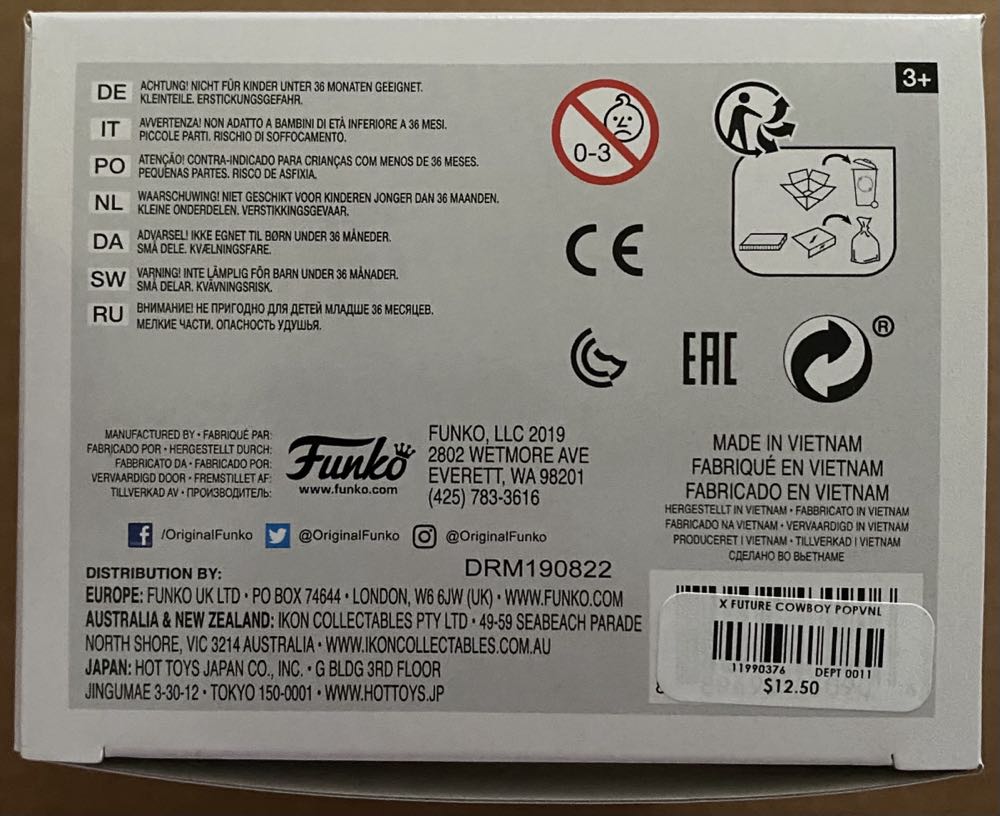 3+
DE ACHTUNG! NICHT FÜR KINDER UNTER 36 MONATEN GEEIGNET.
KLEINTEILE. ERSTICKUNGSGEFAHR.
IT AVVERTENZA! NON ADATTO A BAMBINI DI ETÀ INFERIORE A 36 MESI.
PICCOLE PARTI. RISCHIO DI SOFFOCAMENTO.
PO ATENÇÃO! CONTRA-INDICADO PARA CRIANÇAS COM MENOS DE 36 MESES.
PEQUENAS PARTES. RISCO DE ASFIXIA.
NL WAARSCHUWING! NIET GESCHIKT VOOR KINDEREN JONGER DAN 36 MAANDEN.
KLEINE ONDERDELEN. VERSTIKKINGSGEVAAR.
DA ADVARSEL! IKKE EGNET TIL BØRN UNDER 36 MÅNEDER.
SMÅ DELE. KVÆLNINGSFARE.
SW VARNING! INTE LÄMPLIG FÖR BARN UNDER 36 MÅNADER.
SMÅ DELAR. KVÄVNINGSRISK.
RU ВНИМАНИЕ! НЕ ПРИГОДНО ДЛЯ ДЕТЕЙ МЛАДШЕ 36 МЕСЯЦЕВ.
МЕЛКИЕ ЧАСТИ. ОПАСНОСТЬ УДУШЬЯ.
0-3
CE
EAC
®
MANUFACTURED BY • FABRIQUÉ PAR:
FABRICADO POR • HERGESTELLT DURCH:
FABBRICATO DA • FABRICADO POR:
VERVAARDIGD DOOR • FREMSTILLET AF:
TILLVERKAD AV • ПРОИЗВОДИТЕЛЬ:
Funko
www.funko.com
FUNKO, LLC 2019
2802 WETMORE AVE
EVERETT, WA 98201
(425) 783-3616
MADE IN VIETNAM
FABRIQUÉ EN VIETNAM
FABRICADO EN VIETNAM
HERGESTELLT IN VIETNAM • FABBRICATO IN VIETNAM
FABRICADO NA VIETNAM • VERVAARDIGD IN VIETNAM
PRODUCERET I VIETNAM • TILLVERKAD I VIETNAM
СДЕЛАНО ВО ВЬЕТНАМЕ
/OriginalFunko @OriginalFunko @OriginalFunko
DRM190822
DISTRIBUTION BY:
EUROPE: FUNKO UK LTD • PO BOX 74644 • LONDON, W6 6JW (UK) • WWW.FUNKO.COM
AUSTRALIA & NEW ZEALAND: IKON COLLECTABLES PTY LTD • 49-59 SEABEACH PARADE
NORTH SHORE, VIC 3214 AUSTRALIA • WWW.IKONCOLLECTABLES.COM.AU
JAPAN: HOT TOYS JAPAN CO., INC. • G BLDG 3RD FLOOR
JINGUMAE 3-30-12 • TOKYO 150-0001 • WWW.HOTTOYS.JP
X FUTURE COWBOY POPVNL
11990376 DEPT 0011
$12.50